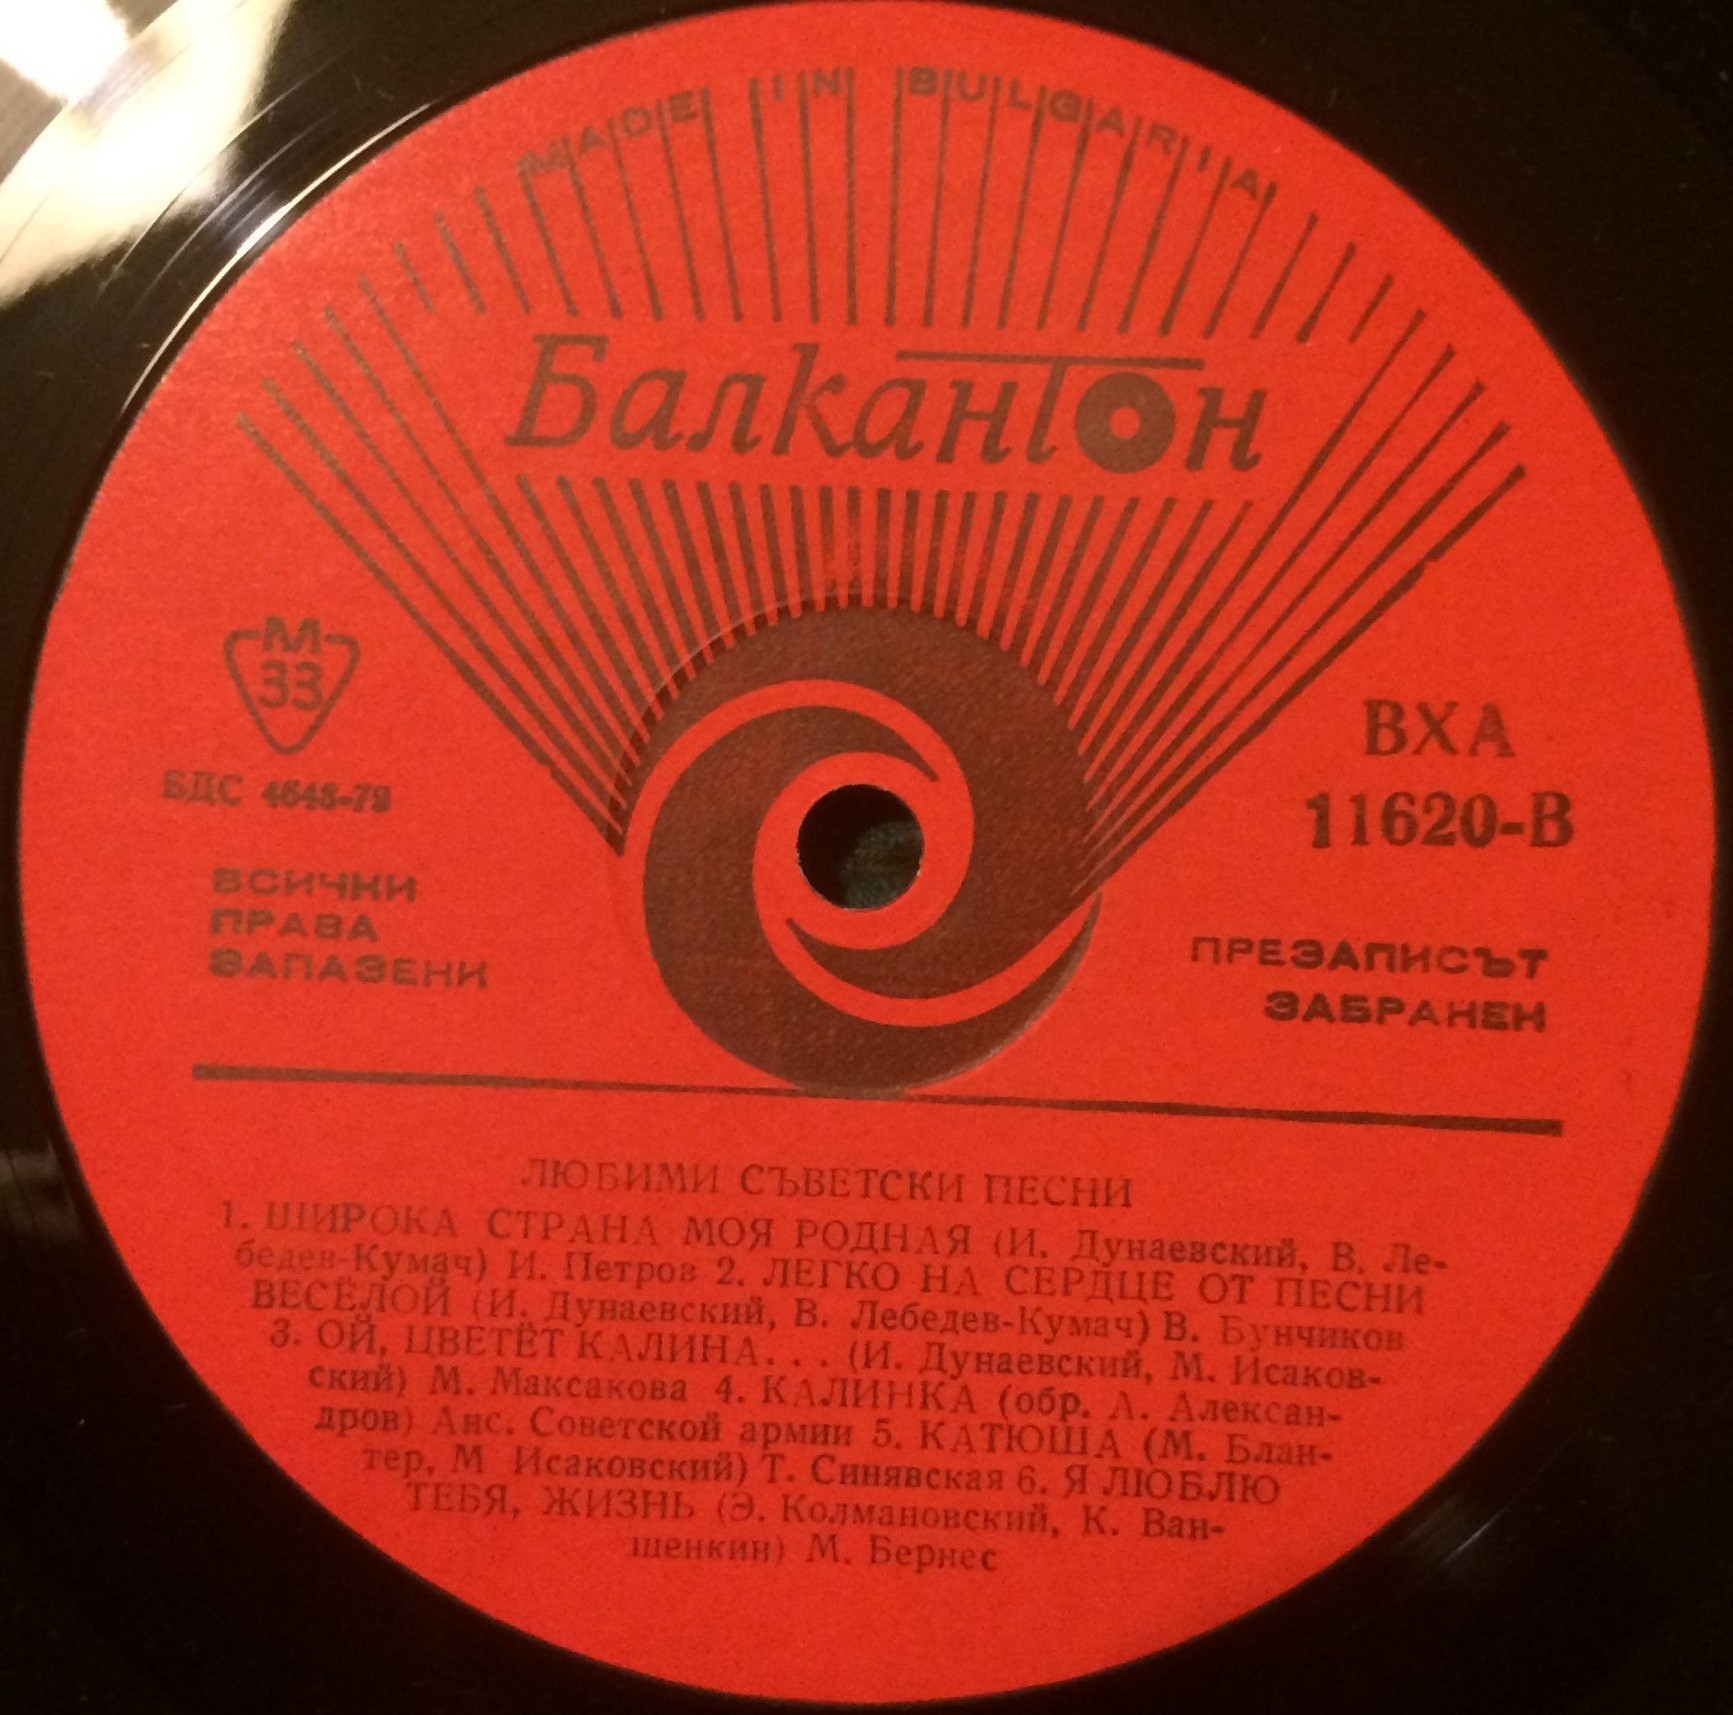 MADE IN BULGARIA
Балкантон
М
33
БДС 4648-79
ВСИЧКИ
ПРАВА
ЗАПАЗЕНИ
ВХА
11620-В
ПРЕЗАПИСЪТ
ЗАБРАНЕН
ЛЮБИМИ СЪВЕТСКИ ПЕСНИ
1. ШИРОКА СТРАНА МОЯ РОДНАЯ (И. Дунаевский, В. Ле-
бедев-Кумач) И. Петров 2. ЛЕГКО НА СЕРДЦЕ ОТ ПЕСНИ
ВЕСЁЛОЙ (И. Дунаевский, В. Лебедев-Кумач) В. Бунчиков
3. ОЙ, ЦВЕТЁТ КАЛИНА. . . (И. Дунаевский, М. Исаков-
ский) М. Максакова 4. КАЛИНКА (обр. А. Алексан-
дров) Анс. Советской армии 5. КАТЮША (М. Блан-
тер, М Исаковский) Т. Синявская 6. Я ЛЮБЛЮ
ТЕБЯ, ЖИЗНЬ (Э. Колмановский, К. Ван-
шенкин) М. Бернес